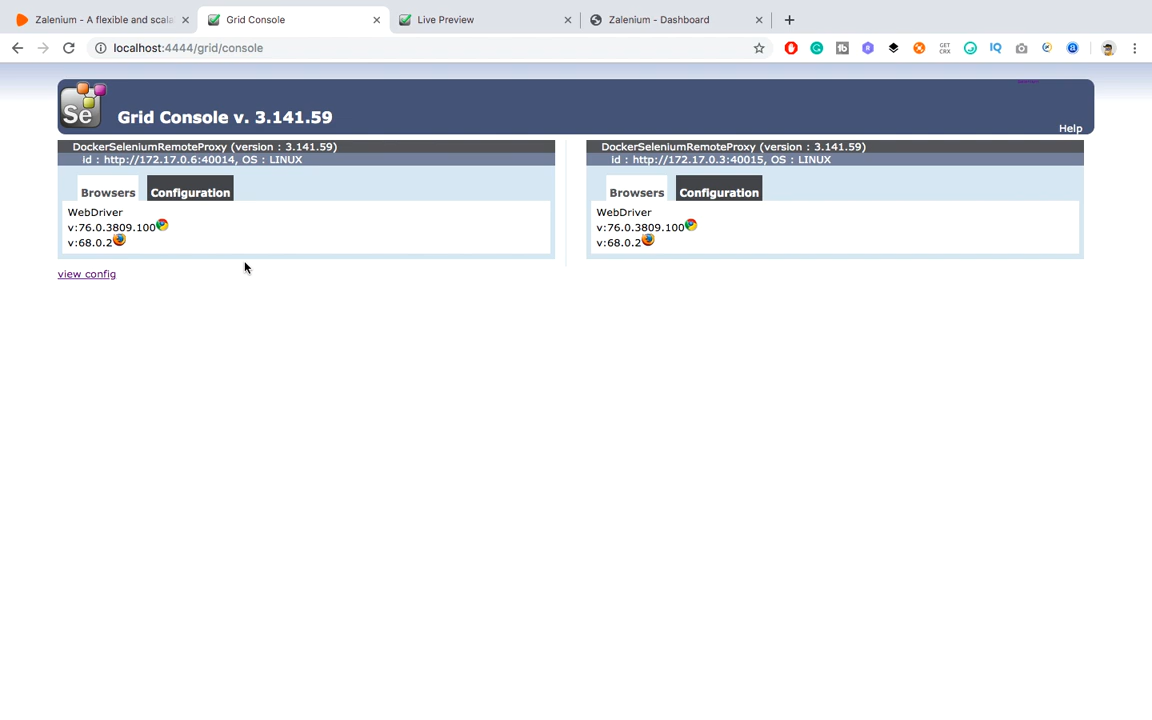 Zalenium - A flexible and scala
Grid Console
Live Preview
Zalenium - Dashboard
localhost:4444/grid/console
Se
Grid Console v. 3.141.59
Help
DockerSeleniumRemoteProxy (version : 3.141.59)
id : http://172.17.0.6:40014, OS : LINUX
Browsers
Configuration
WebDriver
v:76.0.3809.100
v:68.0.2
DockerSeleniumRemoteProxy (version : 3.141.59)
id : http://172.17.0.3:40015, OS : LINUX
Browsers
Configuration
WebDriver
v:76.0.3809.100
v:68.0.2
view config